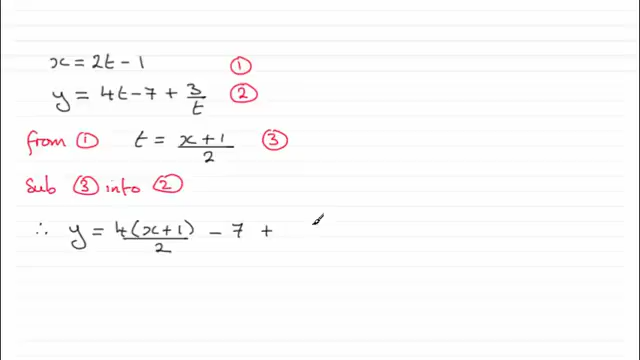 x = 2t - 1 ①
y = 4t - 7 + 3/t ②
from ① t = x+1/2 ③
Sub ③ into ②
∴ y = 4(x+1)/2 - 7 +